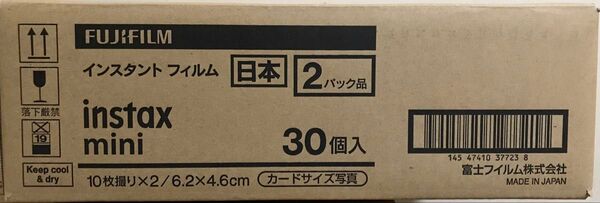 FUJIFILM
インスタント フィルム
日本
2
パック品
落下厳禁
19
instax
mini
30個入
Keep cool
& dry
10枚撮り×2/6.2×4.6cm
カードサイズ写真
145 47410 37723 8
富士フイルム株式会社
MADE IN JAPAN